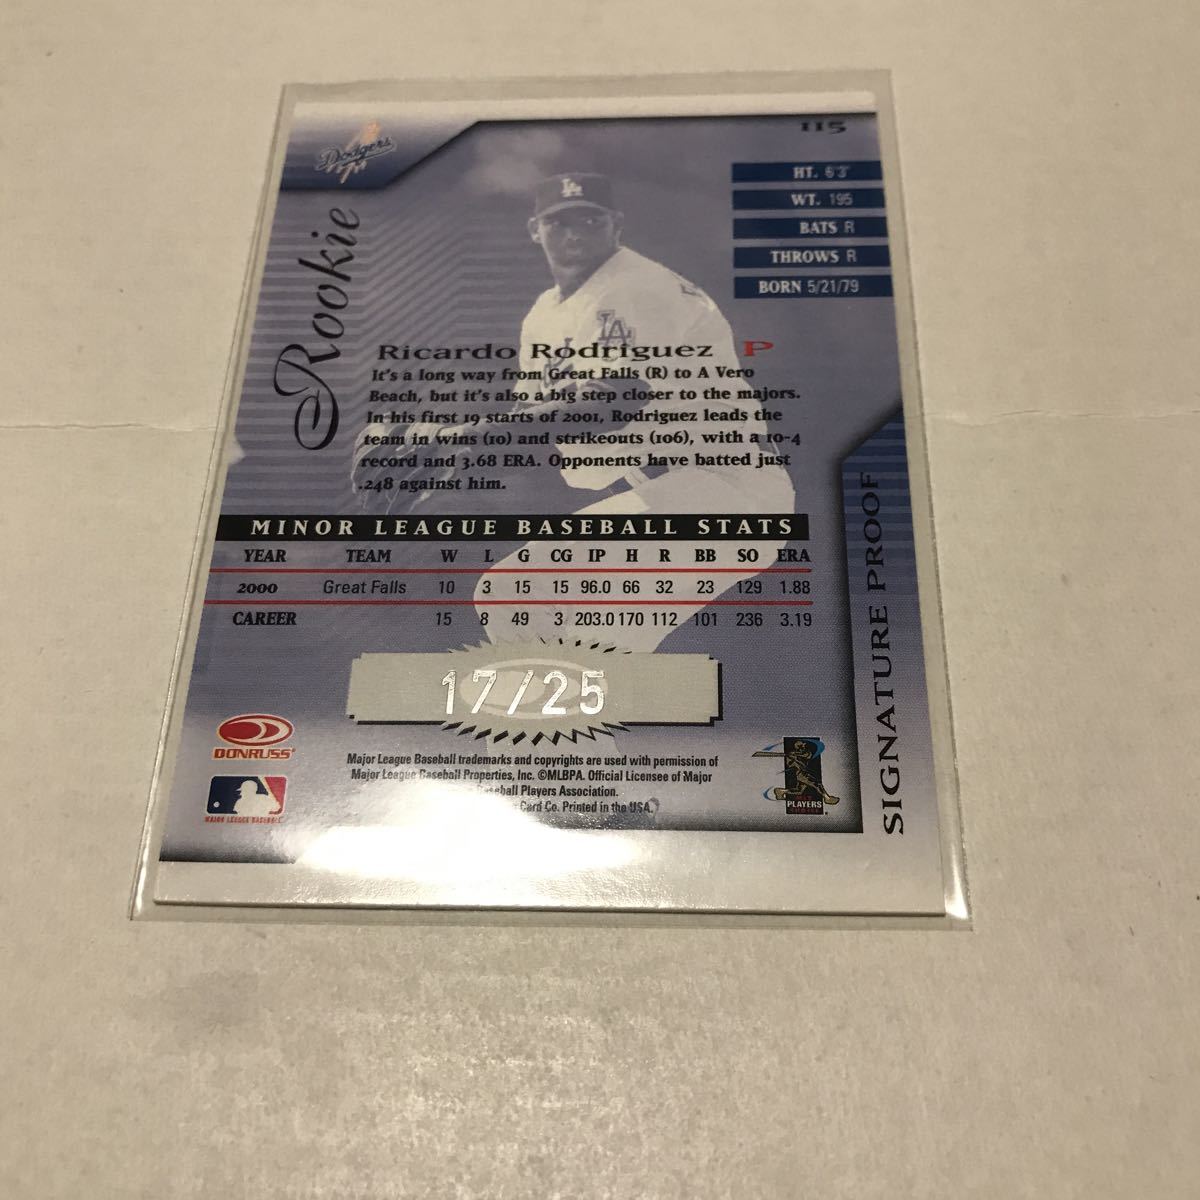 Dodgers
115
HT. 6'3"
WT. 195
BATS R
THROWS R
BORN 5/21/79
Rookie
Ricardo Rodriguez P
It's a long way from Great Falls (R) to A Vero
Beach, but it's also a big step closer to the majors.
In his first 19 starts of 2001, Rodriguez leads the
team in wins (10) and strikeouts (106), with a 10-4
record and 3.68 ERA. Opponents have batted just
.248 against him.
MINOR LEAGUE BASEBALL STATS
YEAR TEAM W L G CG IP H R BB SO ERA
2000 Great Falls 10 3 15 15 96.0 66 32 23 129 1.88
CAREER 15 8 49 3 203.0 170 112 101 236 3.19
SIGNATURE PROOF
17/25
DONRUSS
MAJOR LEAGUE BASEBALL
Major League Baseball trademarks and copyrights are used with permission of
Major League Baseball Properties, Inc. ©MLBPA. Official Licensee of Major
Baseball Players Association.
Card Co. Printed in the USA.
PLAYERS
CHOICE
LA
LA